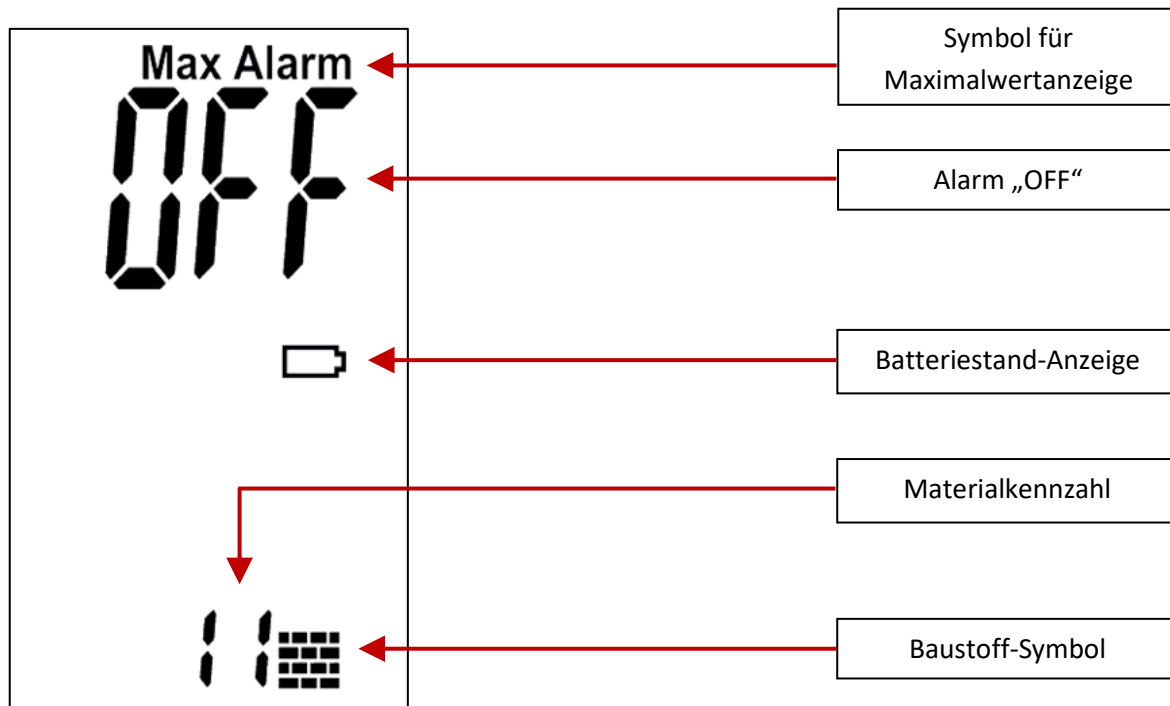 Max Alarm
OFF
11
Symbol für
Maximalwertanzeige
Alarm „OFF“
Batteriestand-Anzeige
Materialkennzahl
Baustoff-Symbol